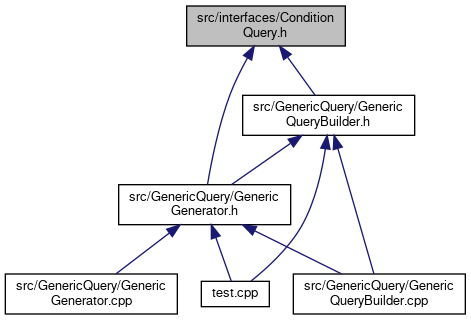 src/interfaces/Condition
Query.h
src/GenericQuery/Generic
QueryBuilder.h
src/GenericQuery/Generic
Generator.h
src/GenericQuery/Generic
Generator.cpp
test.cpp
src/GenericQuery/Generic
QueryBuilder.cpp